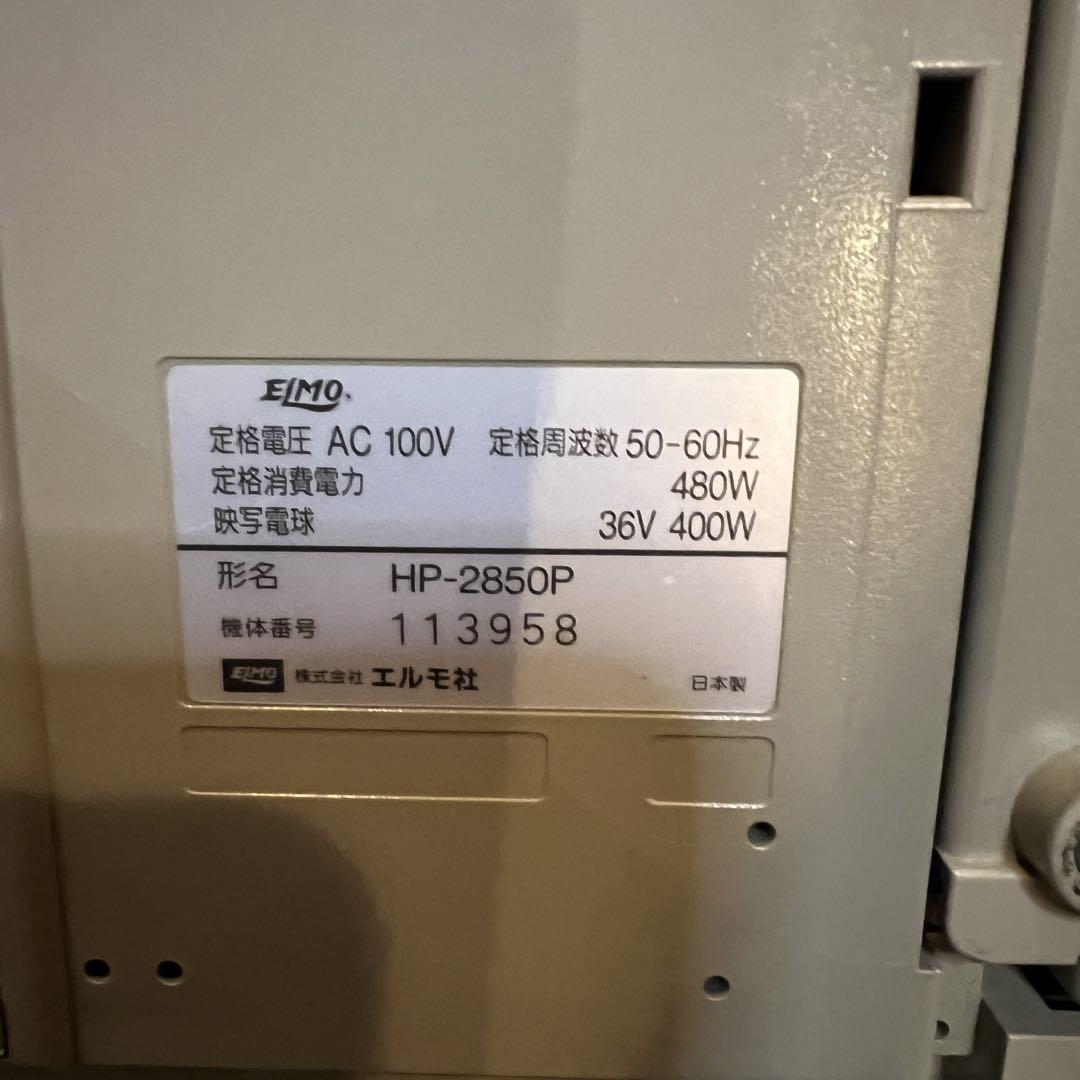 ELMO®
定格電圧 AC 100V 定格周波数 50-60Hz
定格消費電力 480W
映写電球 36V 400W
形名 HP-2850P
機体番号 113958
ELMO 株式会社 エルモ社 日本製